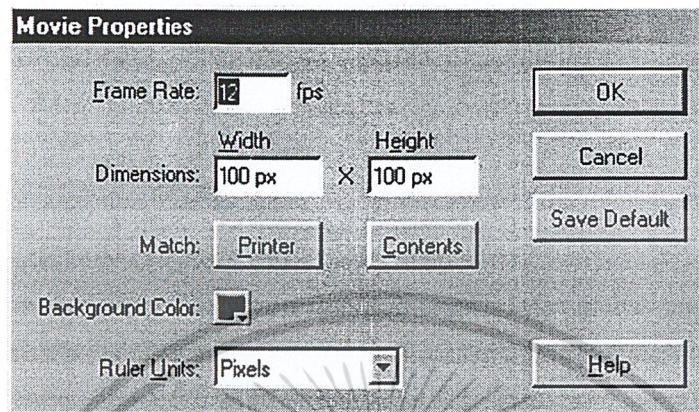 Movie Properties
Frame Rate: 12 fps
OK
Width Height
Dimensions: 100 px X 100 px
Cancel
Save Default
Match: Printer Contents
Background Color:
Ruler Units: Pixels
Help